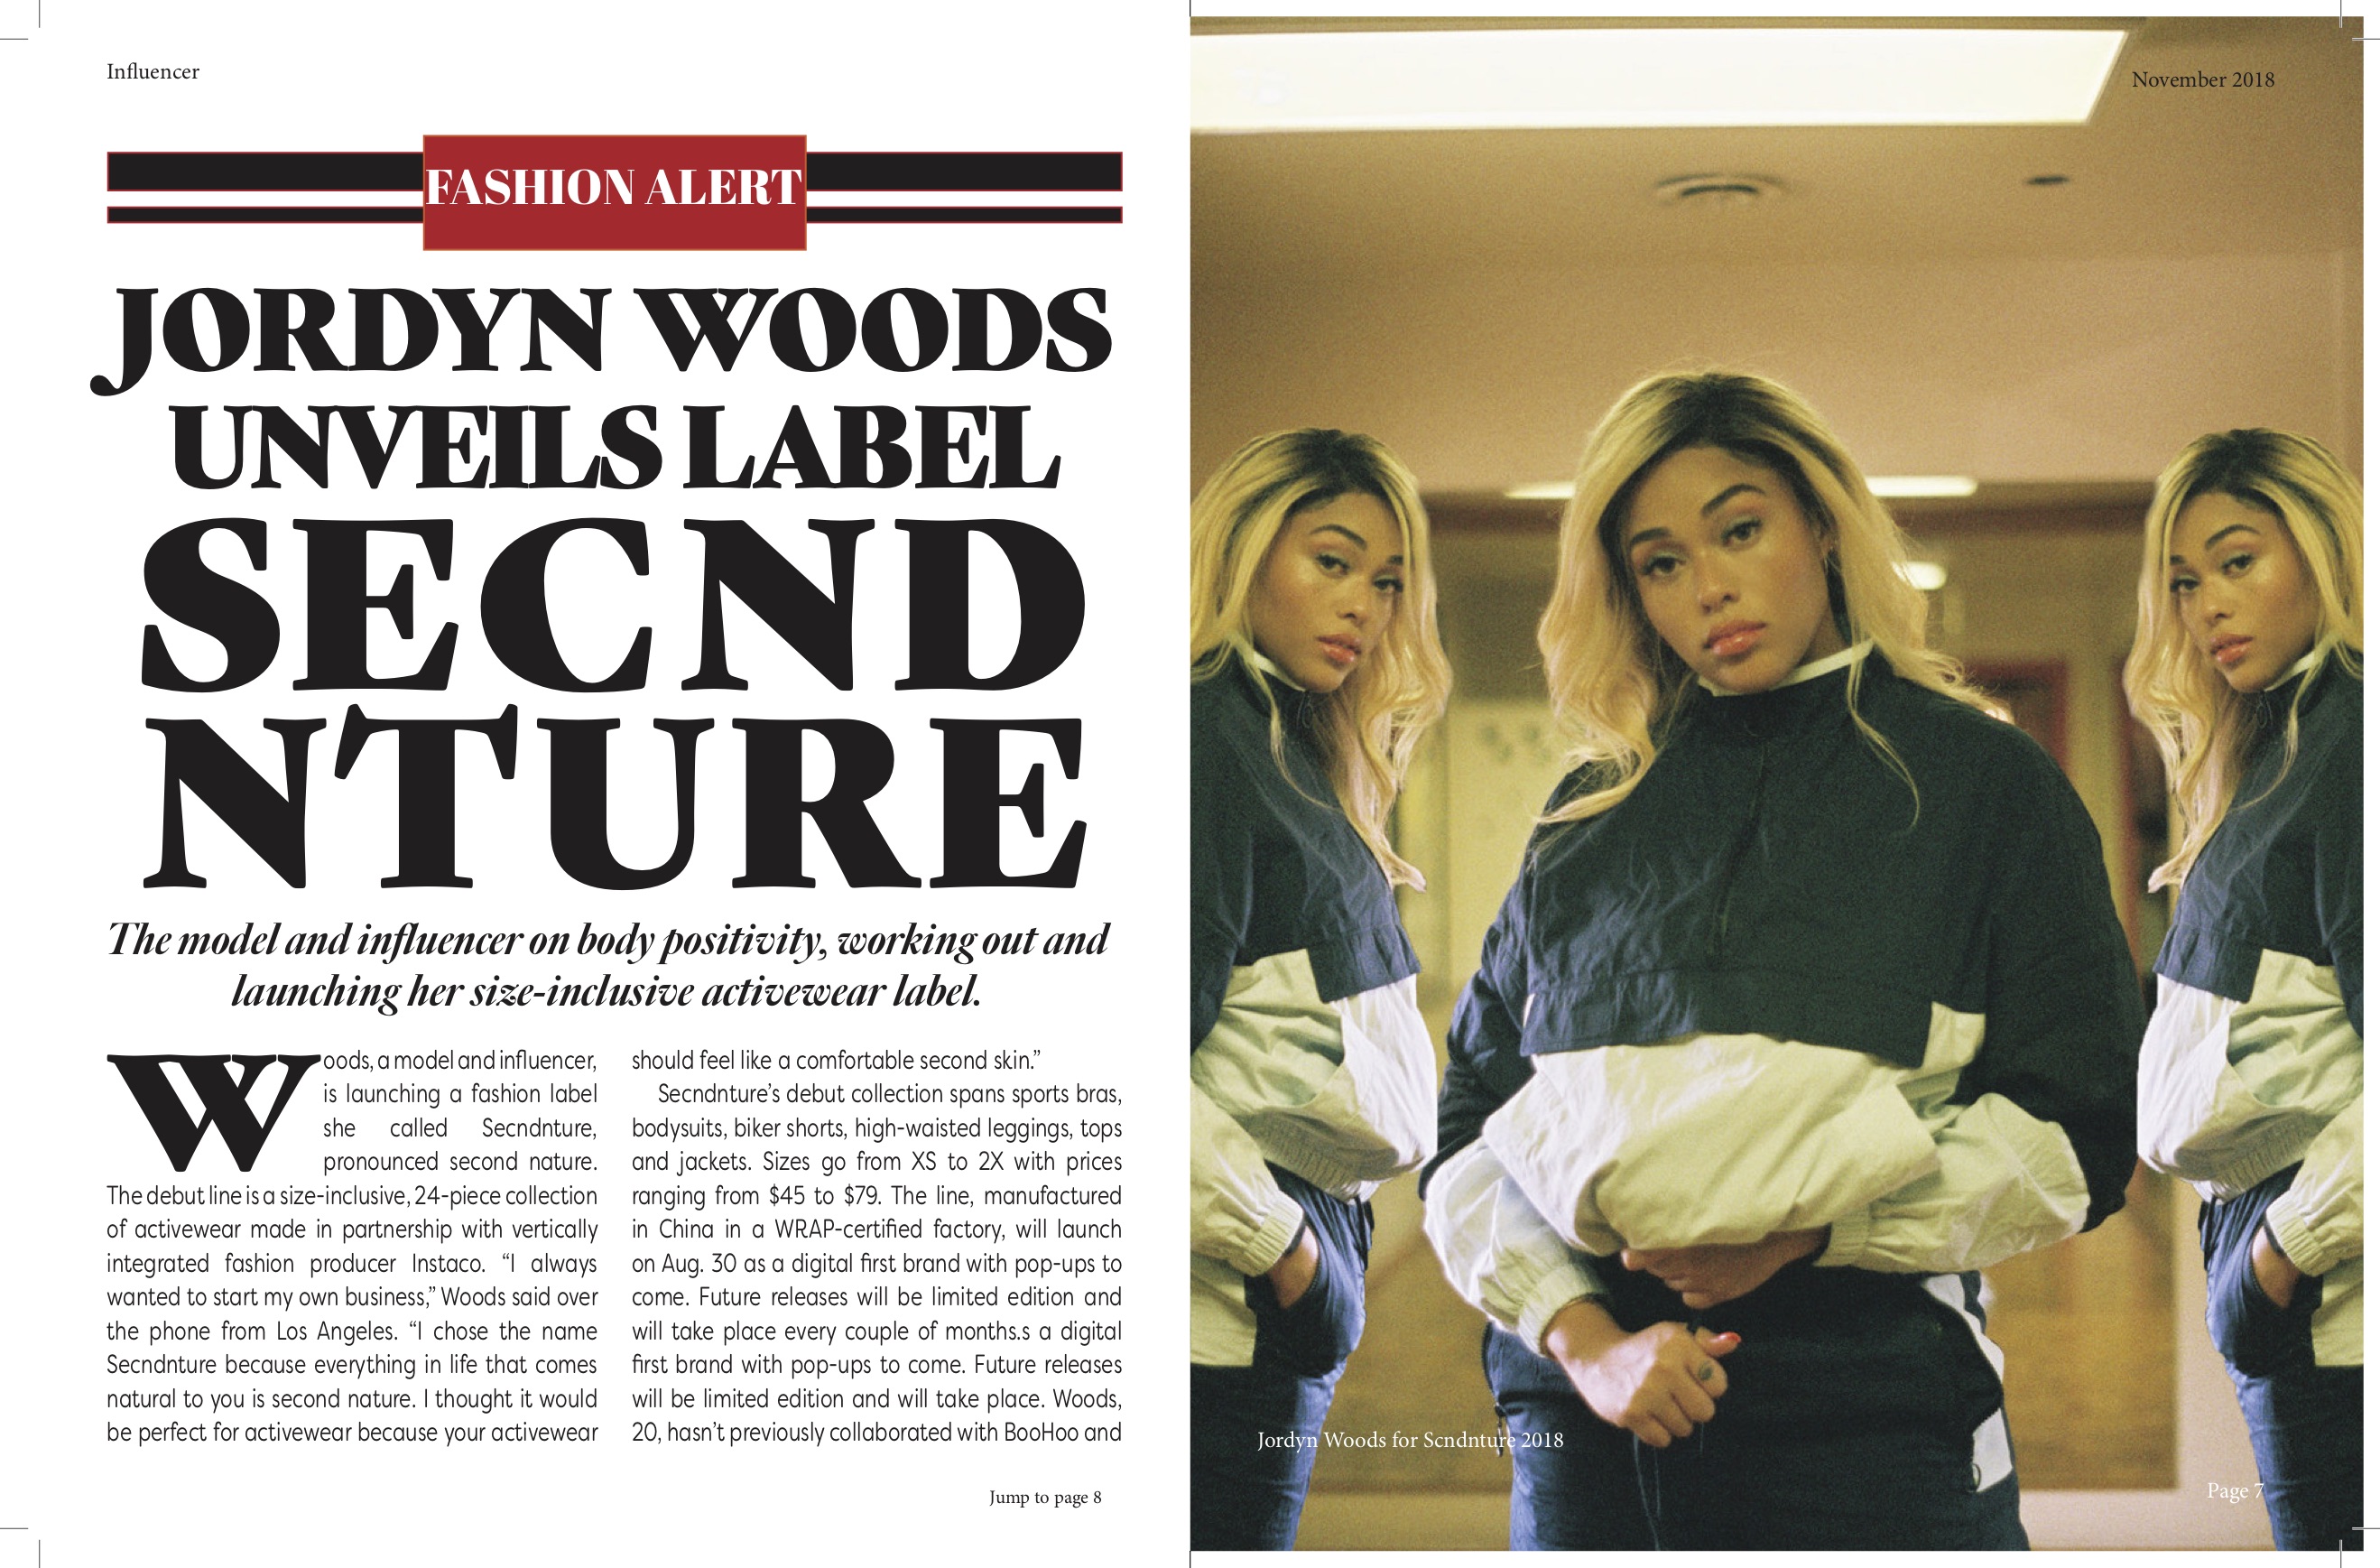 Influencer
November 2018
FASHION ALERT
JORDYN WOODS
UNVEILS LABEL
SECND
NTURE
The model and influencer on body positivity, working out and
launching her size-inclusive activewear label.
Woods, a model and influencer,
is launching a fashion label
she called Secndnture,
pronounced second nature.
The debut line is a size-inclusive, 24-piece collection
of activewear made in partnership with vertically
integrated fashion producer Instaco. “I always
wanted to start my own business,” Woods said over
the phone from Los Angeles. “I chose the name
Secndnture because everything in life that comes
natural to you is second nature. I thought it would
be perfect for activewear because your activewear
should feel like a comfortable second skin.”
Secndnture’s debut collection spans sports bras,
bodysuits, biker shorts, high-waisted leggings, tops
and jackets. Sizes go from XS to 2X with prices
ranging from $45 to $79. The line, manufactured
in China in a WRAP-certified factory, will launch
on Aug. 30 as a digital first brand with pop-ups to
come. Future releases will be limited edition and
will take place every couple of months.s a digital
first brand with pop-ups to come. Future releases
will be limited edition and will take place. Woods,
20, hasn’t previously collaborated with BooHoo and
Jump to page 8
Jordyn Woods for Scndnture 2018
Page 7